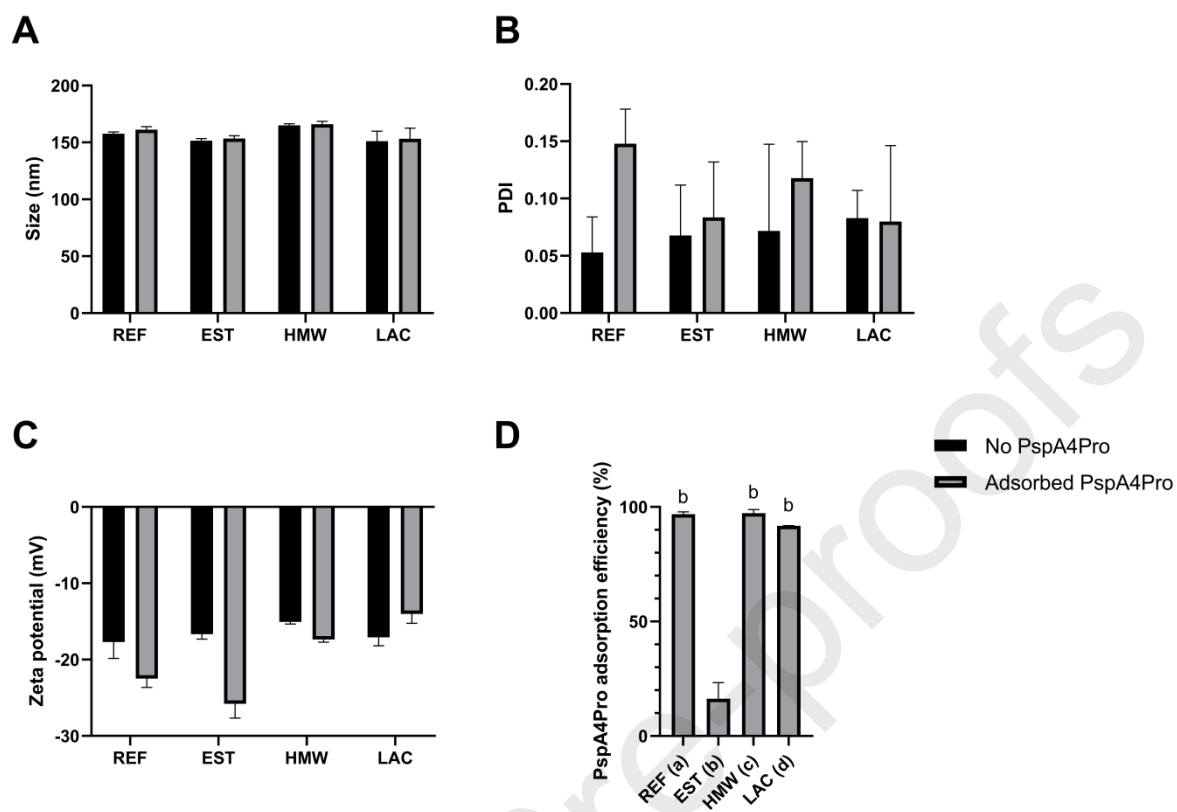 A
Size (nm)
200
150
100
50
0
REF EST HMW LAC
B
PDI
0.20
0.15
0.10
0.05
0.00
REF EST HMW LAC
C
Zeta potential (mV)
0
-10
-20
-30
REF EST HMW LAC
D
PspA4Pro adsorption efficiency (%)
100
50
0
b b b
REF (a) EST (b) HMW (c) LAC (d)
No PspA4Pro
Adsorbed PspA4Pro
re-proofs